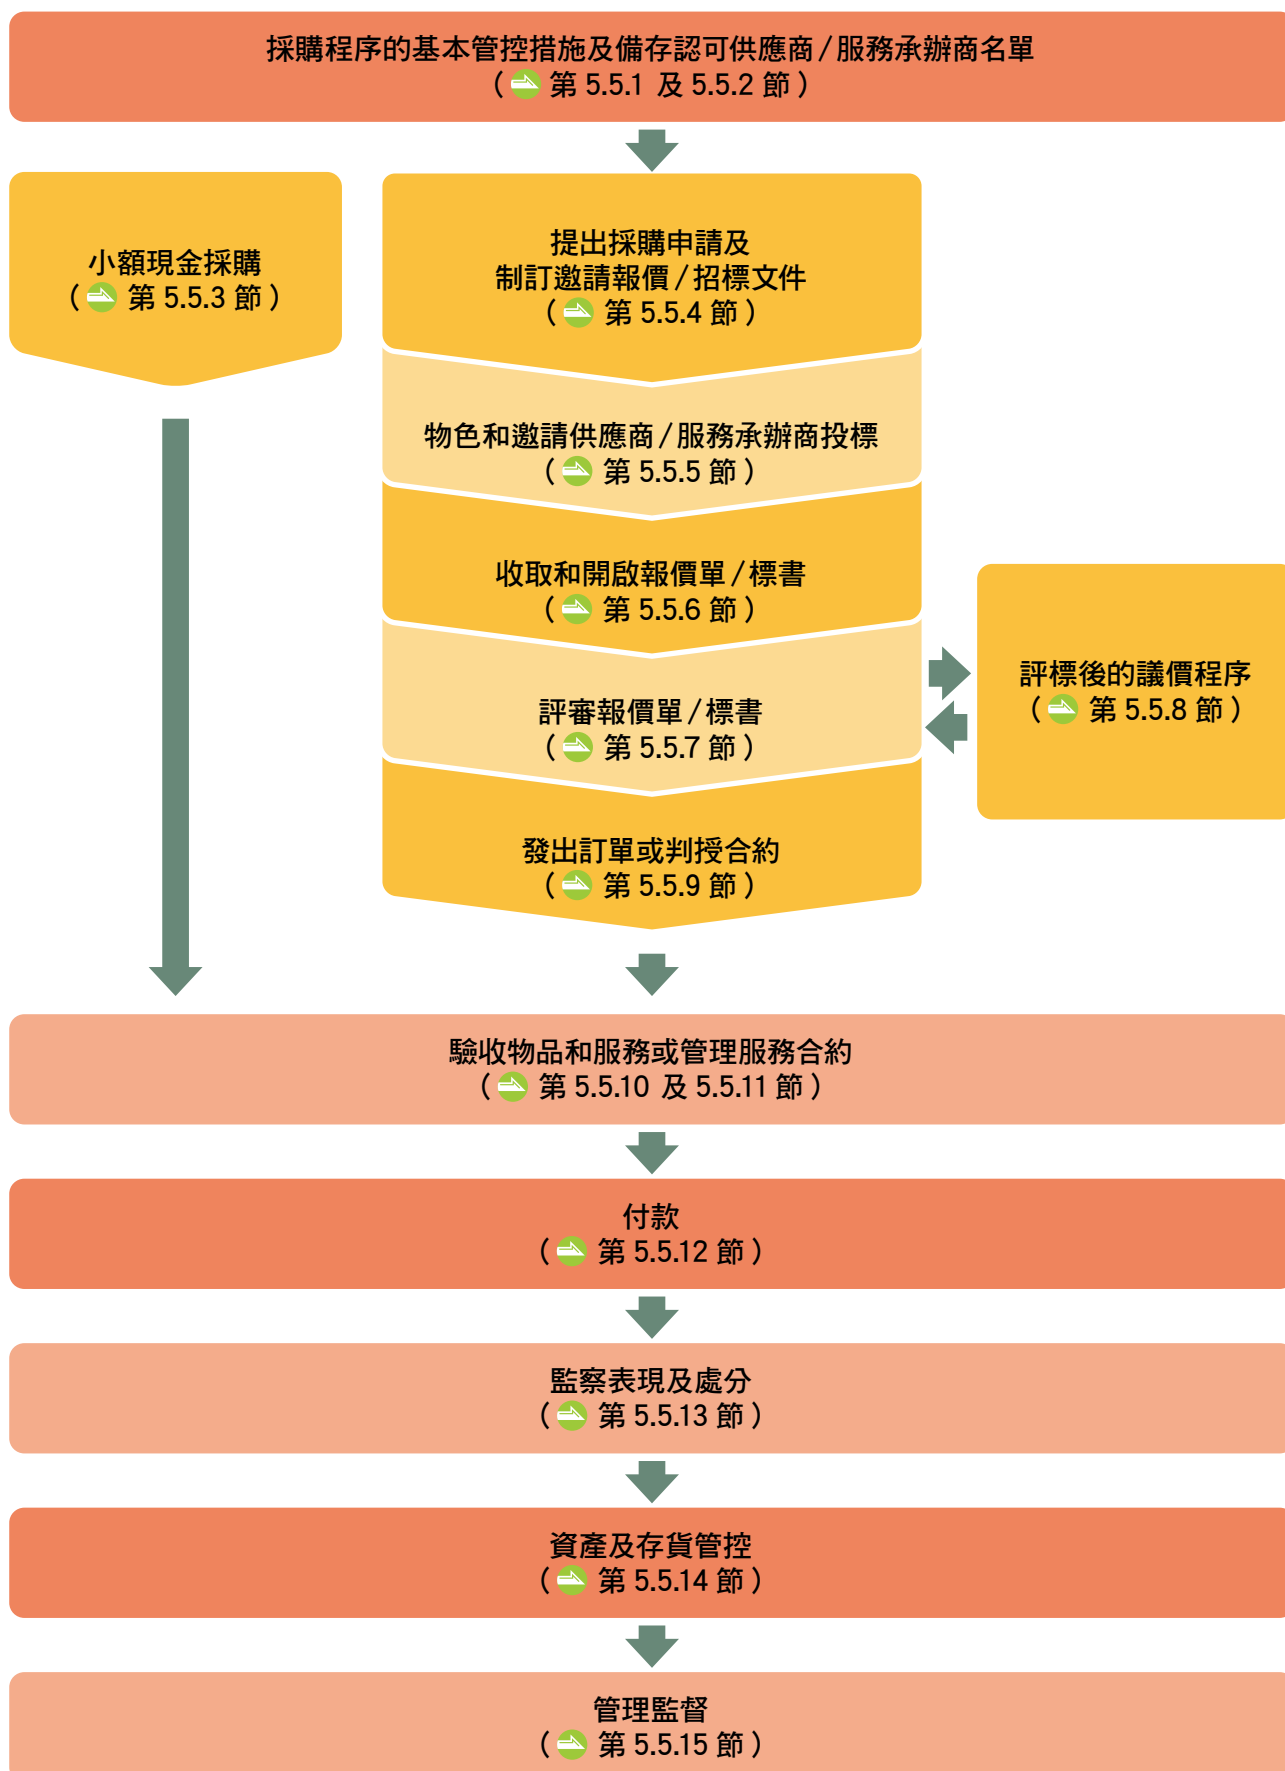 採購程序的基本管控措施及備存認可供應商/服務承辦商名單
( 第 5.5.1 及 5.5.2 節 )
小額現金採購
( 第 5.5.3 節 )
提出採購申請及
制訂邀請報價/招標文件
( 第 5.5.4 節 )
物色和邀請供應商/服務承辦商投標
( 第 5.5.5 節 )
收取和開啟報價單/標書
( 第 5.5.6 節 )
評審報價單/標書
( 第 5.5.7 節 )
評標後的議價程序
( 第 5.5.8 節 )
發出訂單或判授合約
( 第 5.5.9 節 )
驗收物品和服務或管理服務合約
( 第 5.5.10 及 5.5.11 節 )
付款
( 第 5.5.12 節 )
監察表現及處分
( 第 5.5.13 節 )
資產及存貨管控
( 第 5.5.14 節 )
管理監督
( 第 5.5.15 節 )